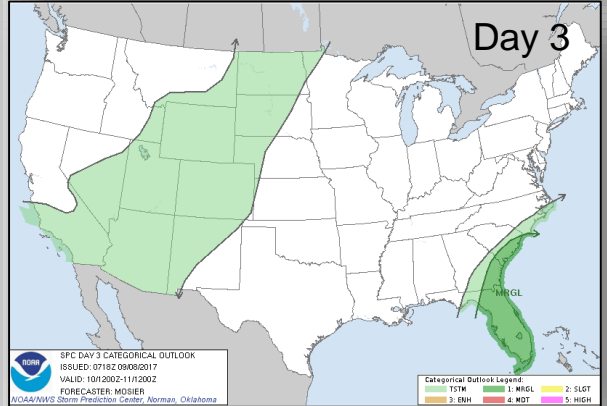 Day 3
MRGL
NOAA
SPC DAY 3 CATEGORICAL OUTLOOK
ISSUED: 0718Z 09/08/2017
VALID: 10/1200Z-11/1200Z
FORECASTER: MOSIER
NOAA/NWS Storm Prediction Center, Norman, Oklahoma
Categorical Outlook Legend:
TSTM 1: MRGL 2: SLGT
3: ENH 4: MDT 5: HIGH